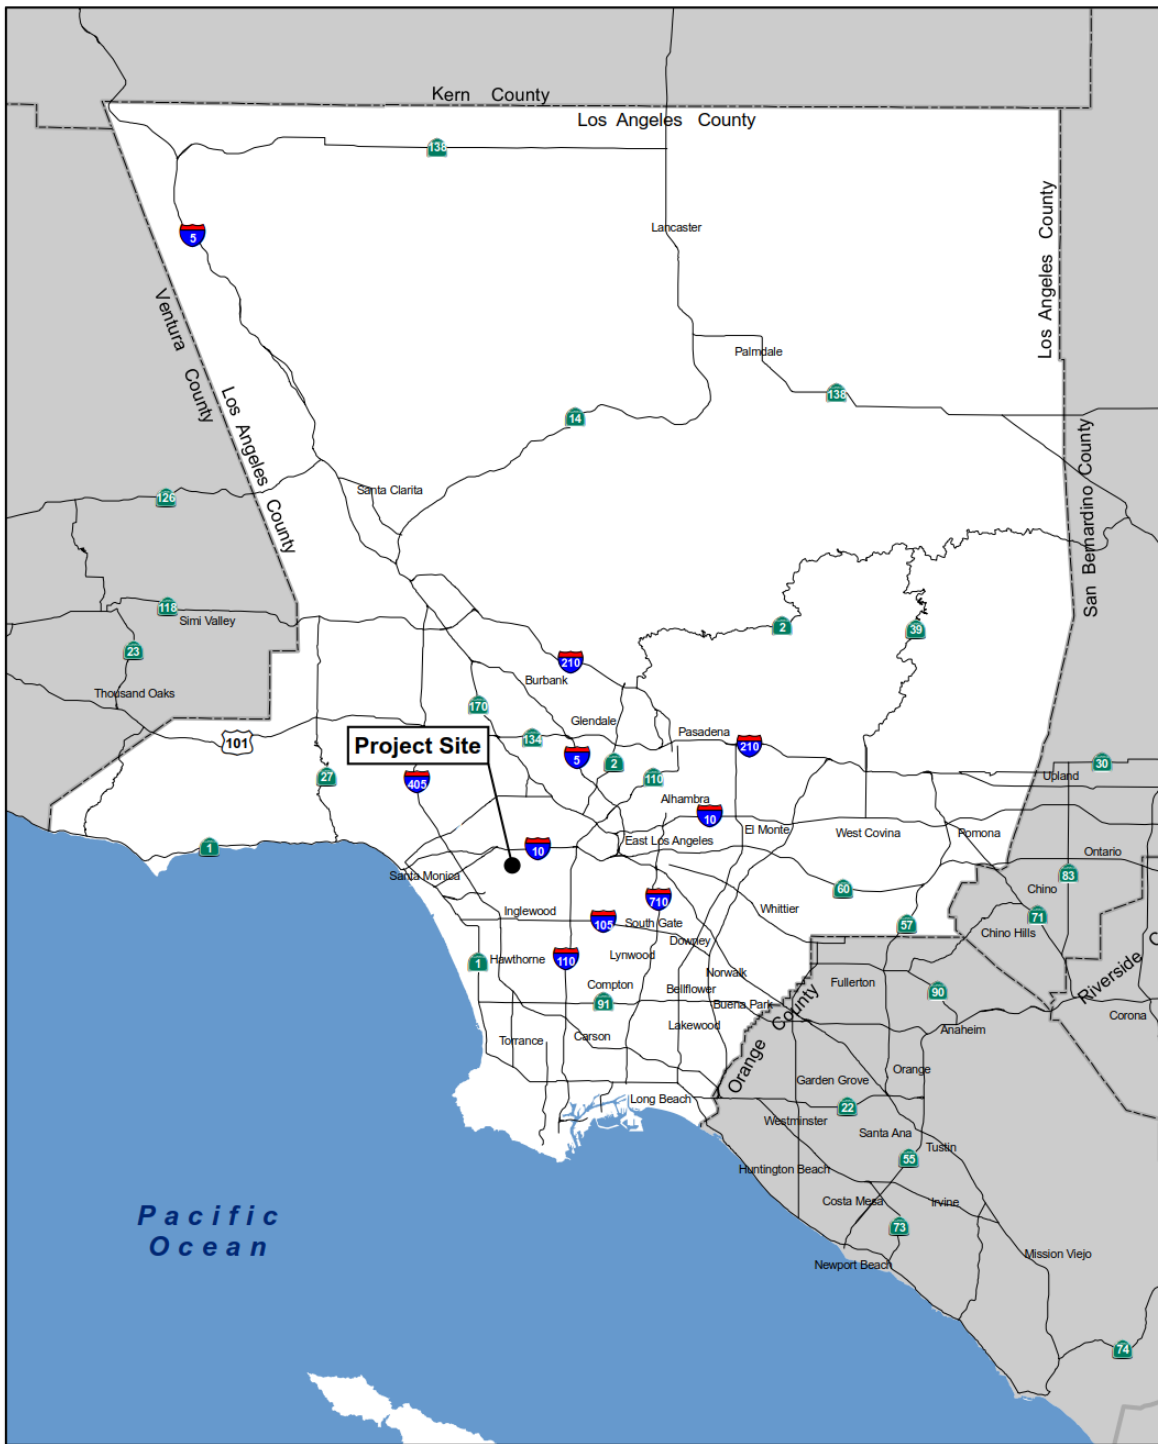 Kern County
Los Angeles County
138
Los Angeles County
5
Lancaster
Ventura County
Palmdale
138
Los Angeles County
14
San Bernardino County
Santa Clarita
126
118
Simi Valley
2
39
23
210
Burbank
Thousand Oaks
170
Glendale
Pasadena
101
134
210
Project Site
5
2
30
Upland
27
405
110
Alhambra
10
El Monte
West Covina
Pomona
East Los Angeles
1
10
Ontario
Santa Monica
83
Chino
60
710
Whittier
Inglewood
71
105
South Gate
57
Chino Hills
Downey
1
Hawthorne
110
Lynwood
Norwalk
Riverside C
Fullerton
Compton
Bellflower
90
91
Buena Park
Orange County
Corona
Lakewood
Anaheim
Torrance
Carson
Orange
Garden Grove
Long Beach
22
Westminster
Santa Ana
Tustin
55
Huntington Beach
Costa Mesa
Irvine
Pacific
Ocean
73
Mission Viejo
Newport Beach
74